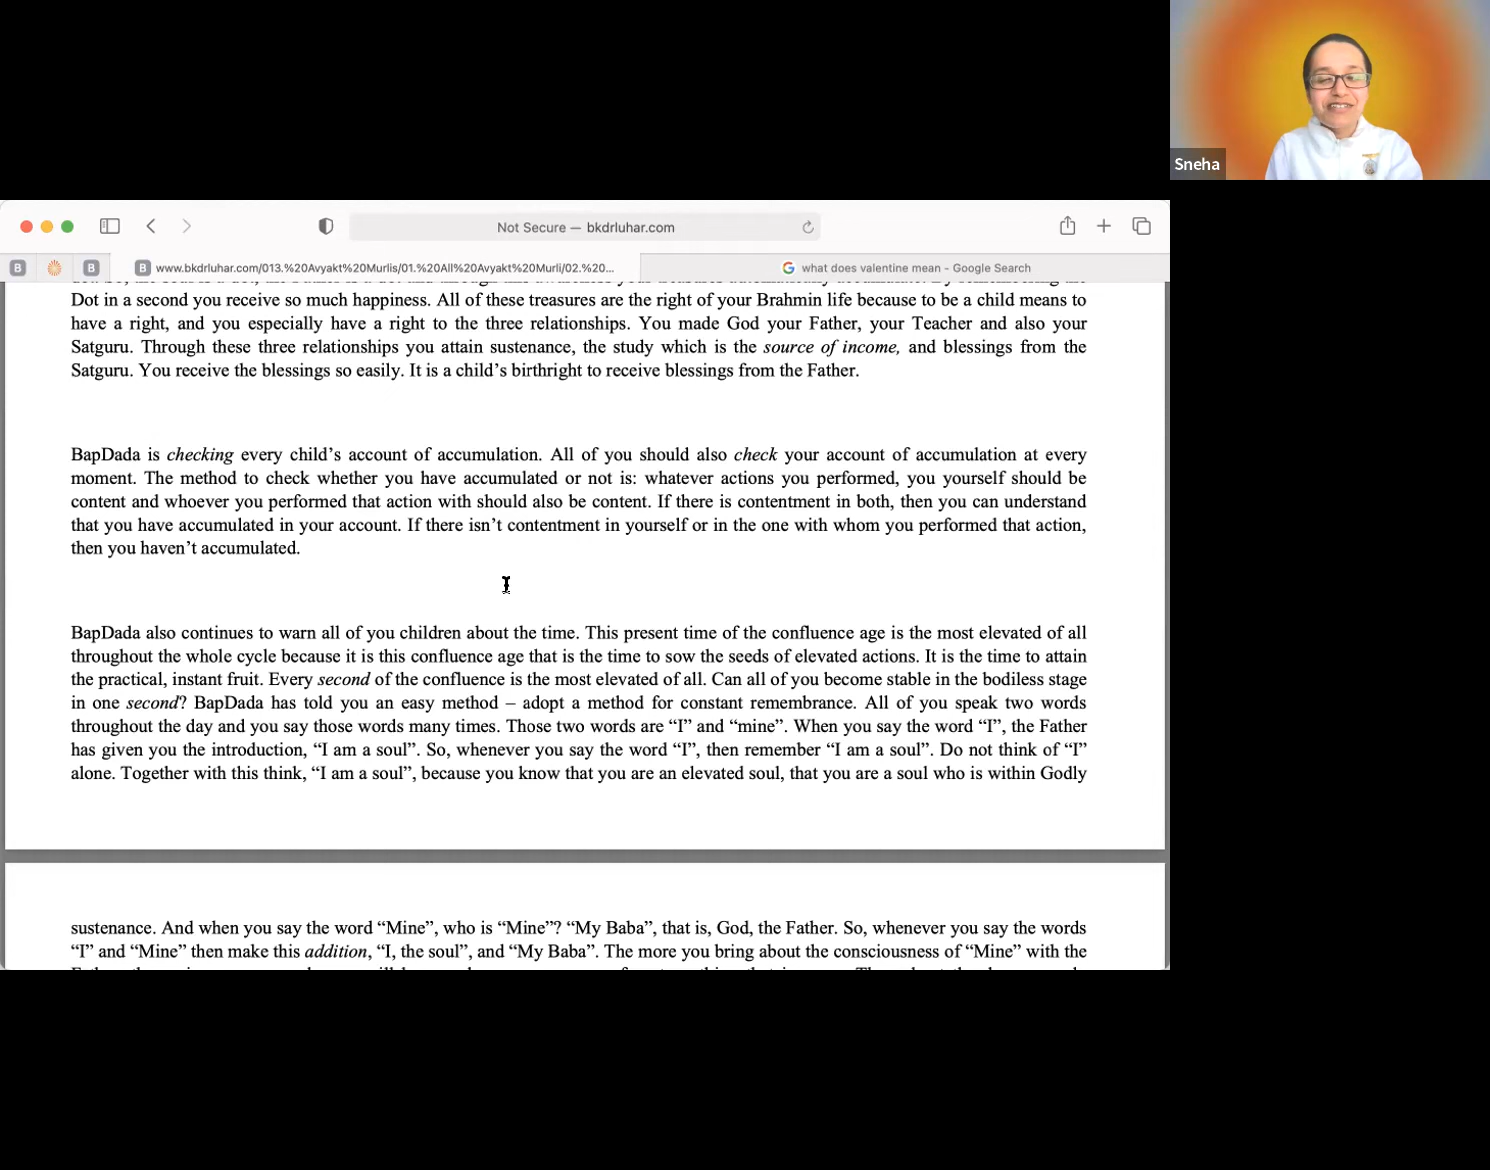 Sneha
Not Secure — bkdrluhar.com
www.bkdrluhar.com/013.%20Avyakt%20Murlis/01.%20All%20Avyakt%20Murli/02.%20...
what does valentine mean - Google Search
Dot in a second you receive so much happiness. All of these treasures are the right of your Brahmin life because to be a child means to
have a right, and you especially have a right to the three relationships. You made God your Father, your Teacher and also your
Satguru. Through these three relationships you attain sustenance, the study which is the source of income, and blessings from the
Satguru. You receive the blessings so easily. It is a child’s birthright to receive blessings from the Father.
BapDada is checking every child’s account of accumulation. All of you should also check your account of accumulation at every
moment. The method to check whether you have accumulated or not is: whatever actions you performed, you yourself should be
content and whoever you performed that action with should also be content. If there is contentment in both, then you can understand
that you have accumulated in your account. If there isn’t contentment in yourself or in the one with whom you performed that action,
then you haven’t accumulated.
BapDada also continues to warn all of you children about the time. This present time of the confluence age is the most elevated of all
throughout the whole cycle because it is this confluence age that is the time to sow the seeds of elevated actions. It is the time to attain
the practical, instant fruit. Every second of the confluence is the most elevated of all. Can all of you become stable in the bodiless stage
in one second? BapDada has told you an easy method – adopt a method for constant remembrance. All of you speak two words
throughout the day and you say those words many times. Those two words are “I” and “mine”. When you say the word “I”, the Father
has given you the introduction, “I am a soul”. So, whenever you say the word “I”, then remember “I am a soul”. Do not think of “I”
alone. Together with this think, “I am a soul”, because you know that you are an elevated soul, that you are a soul who is within Godly
sustenance. And when you say the word “Mine”, who is “Mine”? “My Baba”, that is, God, the Father. So, whenever you say the words
“I” and “Mine” then make this addition, “I, the soul”, and “My Baba”. The more you bring about the consciousness of “Mine” with the